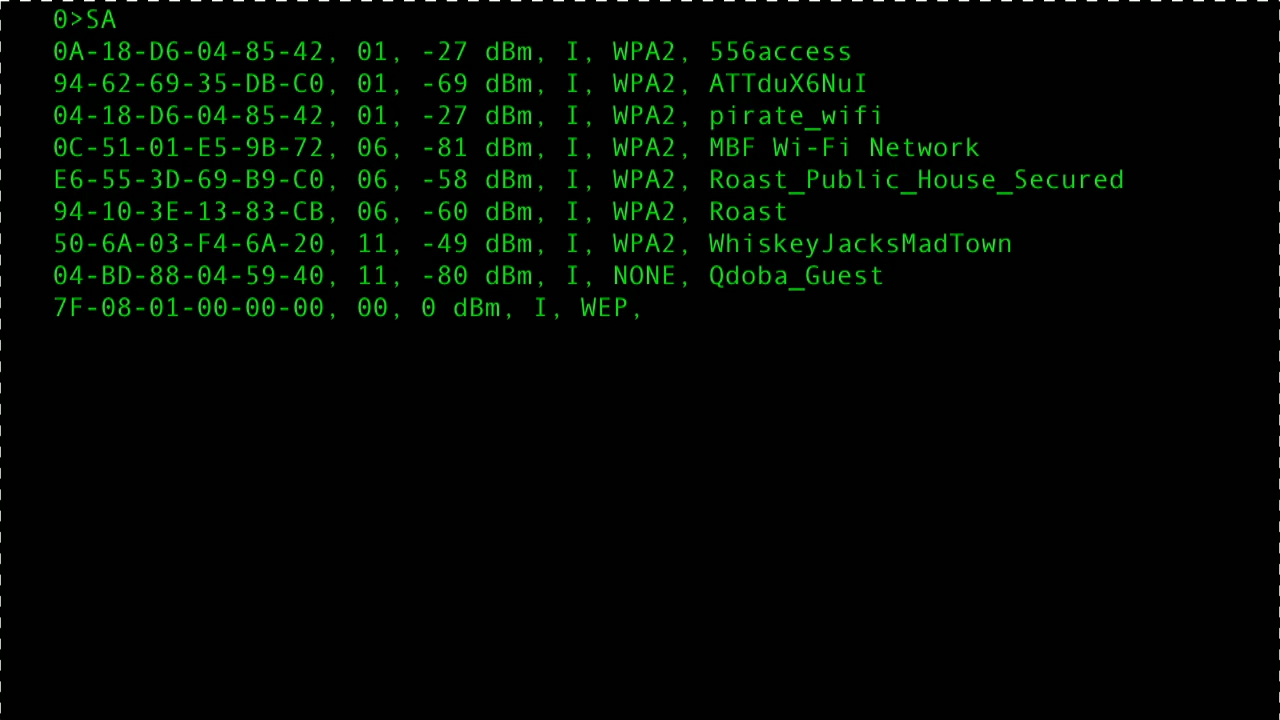 0>SA
0A-18-D6-04-85-42, 01, -27 dBm, I, WPA2, 556access
94-62-69-35-DB-C0, 01, -69 dBm, I, WPA2, ATTduX6NuI
04-18-D6-04-85-42, 01, -27 dBm, I, WPA2, pirate_wifi
0C-51-01-E5-9B-72, 06, -81 dBm, I, WPA2, MBF Wi-Fi Network
E6-55-3D-69-B9-C0, 06, -58 dBm, I, WPA2, Roast_Public_House_Secured
94-10-3E-13-83-CB, 06, -60 dBm, I, WPA2, Roast
50-6A-03-F4-6A-20, 11, -49 dBm, I, WPA2, WhiskeyJacksMadTown
04-BD-88-04-59-40, 11, -80 dBm, I, NONE, Qdoba_Guest
7F-08-01-00-00-00, 00, 0 dBm, I, WEP,